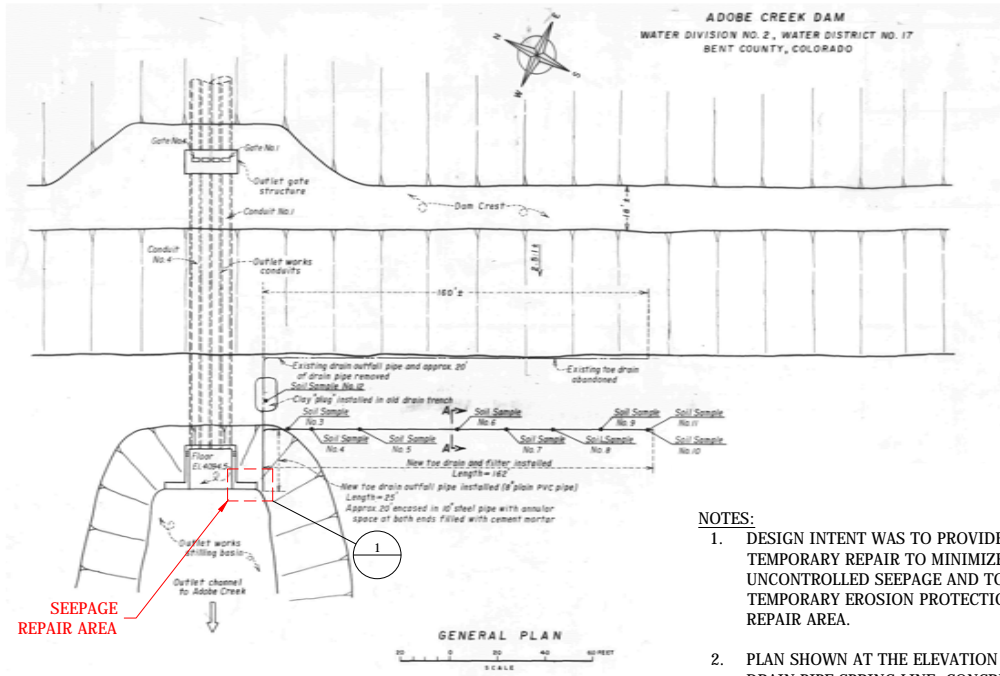 ADOBE CREEK DAM
WATER DIVISION NO. 2, WATER DISTRICT NO. 17
BENT COUNTY, COLORADO
N
E
S
W
Gate No.4
Gate No.1
Outlet gate
structure
Conduit No.1
Dam Crest
18'±
Conduit
No.4
Outlet works
conduits
2.5:1±
160'±
Existing drain outfall pipe and approx. 20'
of drain pipe removed
Existing toe drain
abandoned
Soil Sample No.12
Clay "plug" installed in old drain trench
Soil Sample
No.3
A
Soil Sample
No.6
Soil Sample
No.9
Soil Sample
No.11
Soil Sample
No.4
Soil Sample
No.5
A
Soil Sample
No.7
Soil Sample
No.8
Soil Sample
No.10
Floor
El.4094.5
New toe drain and filter installed
Length=162'
New toe drain outfall pipe installed (8" plain PVC pipe)
Length=25'
Approx. 20' encased in 10" steel pipe with annular
space at both ends filled with cement mortar
1
Outlet works
stilling basin
Outlet channel
to Adobe Creek
SEEPAGE
REPAIR AREA
GENERAL PLAN
20 0 20 40 60 FEET
SCALE
NOTES:
1. DESIGN INTENT WAS TO PROVIDE
TEMPORARY REPAIR TO MINIMIZE
UNCONTROLLED SEEPAGE AND TO
TEMPORARY EROSION PROTECTIO
REPAIR AREA.
2. PLAN SHOWN AT THE ELEVATION